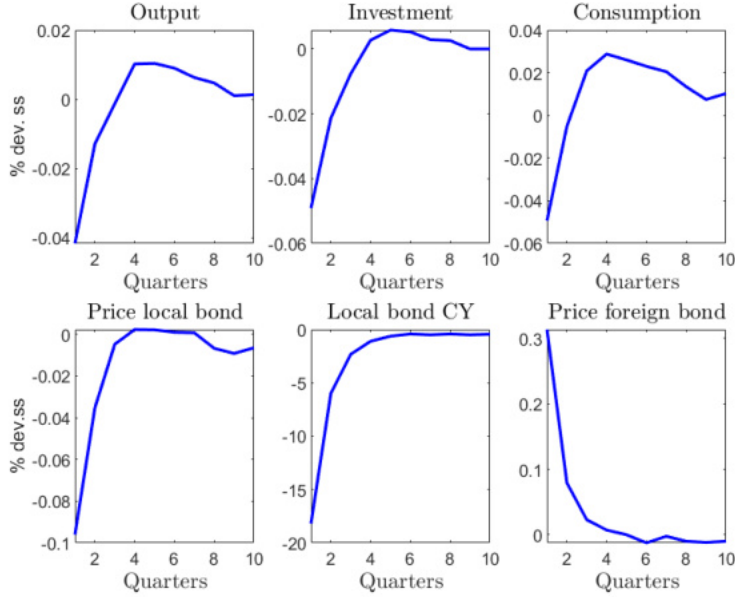 Output
Investment
Consumption
% dev. ss
0.02
0
-0.02
-0.04
2 4 6 8 10
Quarters
0
-0.02
-0.04
-0.06
2 4 6 8 10
Quarters
0.04
0.02
0
-0.02
-0.04
-0.06
2 4 6 8 10
Quarters
Price local bond
Local bond CY
Price foreign bond
% dev.ss
0
-0.02
-0.04
-0.06
-0.08
-0.1
2 4 6 8 10
Quarters
0
-5
-10
-15
-20
2 4 6 8 10
Quarters
0.3
0.2
0.1
0
2 4 6 8 10
Quarters